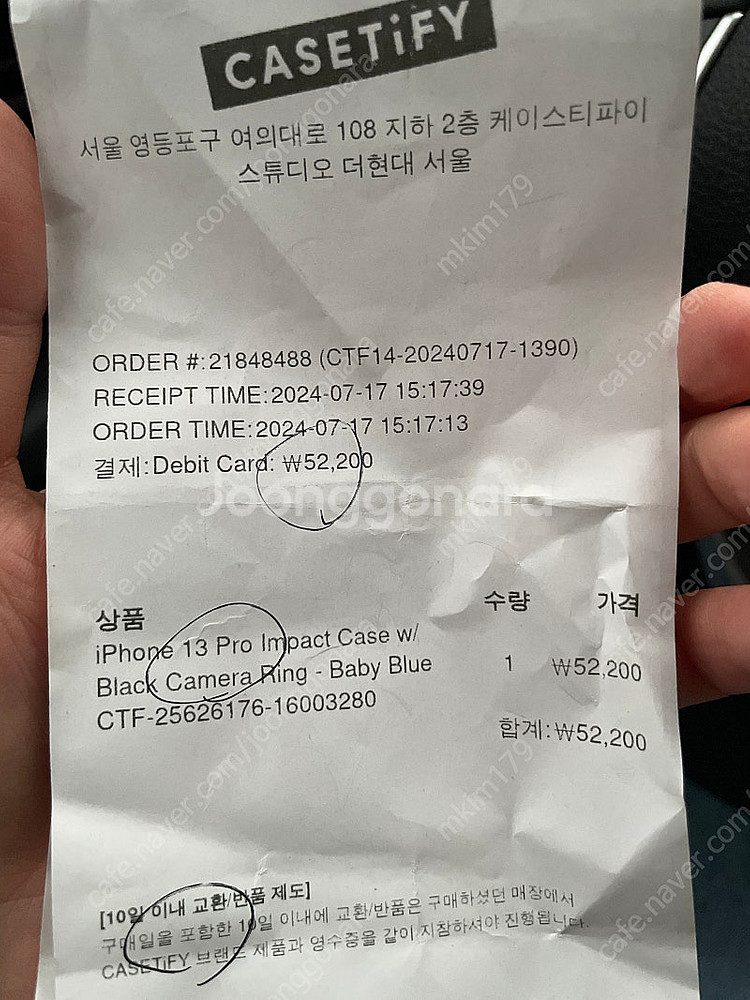 CASETiFY
서울 영등포구 여의대로 108 지하 2층 케이스티파이
스튜디오 더현대 서울
ORDER #:21848488 (CTF14-20240717-1390)
RECEIPT TIME:2024-07-17 15:17:39
ORDER TIME:2024-07-17 15:17:13
결제:Debit Card: ₩52,200
Joonggonara
상품 수량 가격
iPhone 13 Pro Impact Case w/
Black Camera Ring - Baby Blue 1 ₩52,200
CTF-25626176-16003280
합계:₩52,200
[10일 이내 교환/반품 제도]
구매일을 포함한 10일 이내에 교환/반품은 구매하셨던 매장에서
CASETiFY 브랜드 제품과 영수증을 같이 지참하셔야 진행됩니다.
cafe.naver.com/joonggonara
mkim179